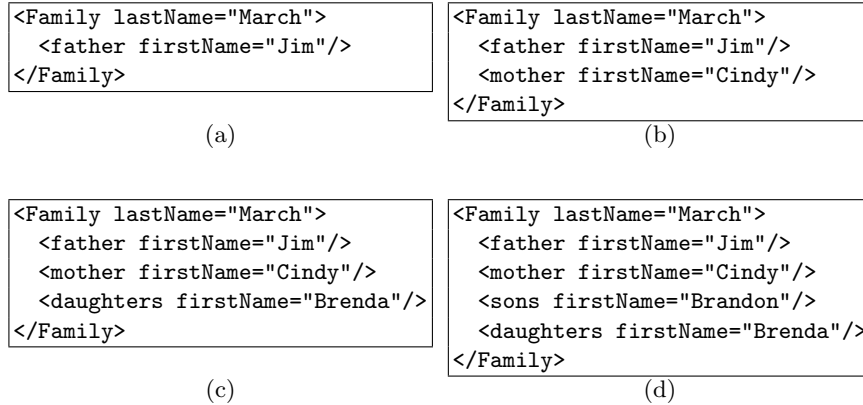 <Family lastName="March">
  <father firstName="Jim"/>
</Family>
(a)
<Family lastName="March">
  <father firstName="Jim"/>
  <mother firstName="Cindy"/>
</Family>
(b)
<Family lastName="March">
  <father firstName="Jim"/>
  <mother firstName="Cindy"/>
  <daughters firstName="Brenda"/>
</Family>
(c)
<Family lastName="March">
  <father firstName="Jim"/>
  <mother firstName="Cindy"/>
  <sons firstName="Brandon"/>
  <daughters firstName="Brenda"/>
</Family>
(d)